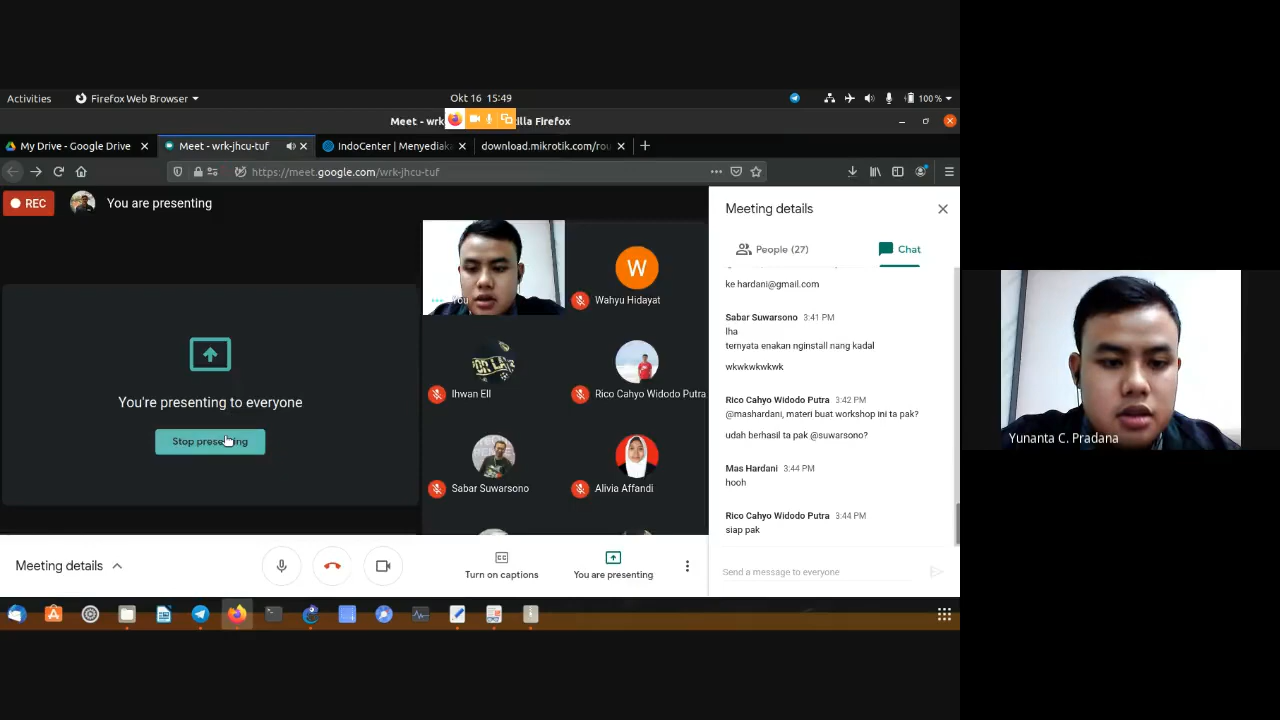 Activities
Firefox Web Browser
Okt 16 15:49
100 %
Meet - wrk
illa Firefox
My Drive - Google Drive
Meet - wrk-jhcu-tuf
IndoCenter | Menyediaka
download.mikrotik.com/rou
https://meet.google.com/wrk-jhcu-tuf
REC
You are presenting
You're presenting to everyone
Stop presenting
You
W
Wahyu Hidayat
Ihwan Ell
Rico Cahyo Widodo Putra
Sabar Suwarsono
Alivia Affandi
Meeting details
People (27)
Chat
ke hardani@gmail.com
Sabar Suwarsono 3:41 PM
lha
ternyata enakan nginstall nang kadal
wkwkwkwkwk
Rico Cahyo Widodo Putra 3:42 PM
@mashardani, materi buat workshop ini ta pak?
udah berhasil ta pak @suwarsono?
Mas Hardani 3:44 PM
hooh
Rico Cahyo Widodo Putra 3:44 PM
siap pak
Send a message to everyone
Meeting details
Turn on captions
You are presenting
Yunanta C. Pradana